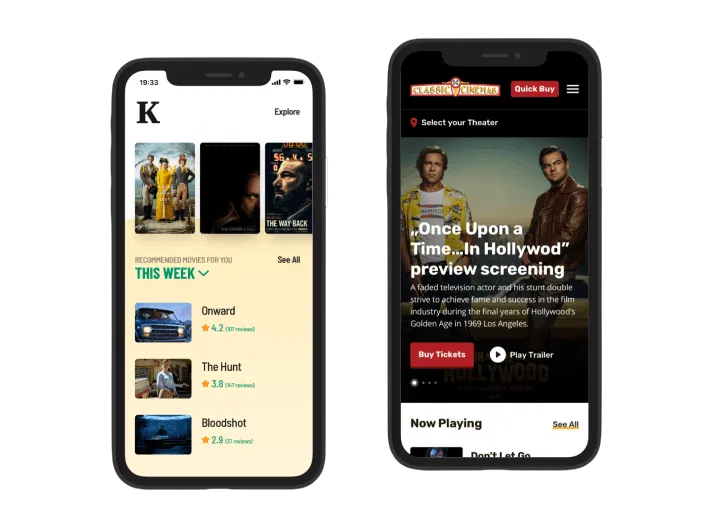 19:33
K
Explore
56
THE WAY BACK
RECOMMENDED MOVIES FOR YOU
See All
THIS WEEK
Onward
4.2 (107 reviews)
The Hunt
3.8 (147 reviews)
Bloodshot
2.9 (37 reviews)
CLASSIC CINEMAS
Quick Buy
Select your Theater
„Once Upon a
Time...In Hollywod”
preview screening
A faded television actor and his stunt double
strive to achieve fame and success in the film
industry during the final years of Hollywood's
Golden Age in 1969 Los Angeles.
Buy Tickets
Play Trailer
HOLLYWOOD
Now Playing
See All
Don't Let Go